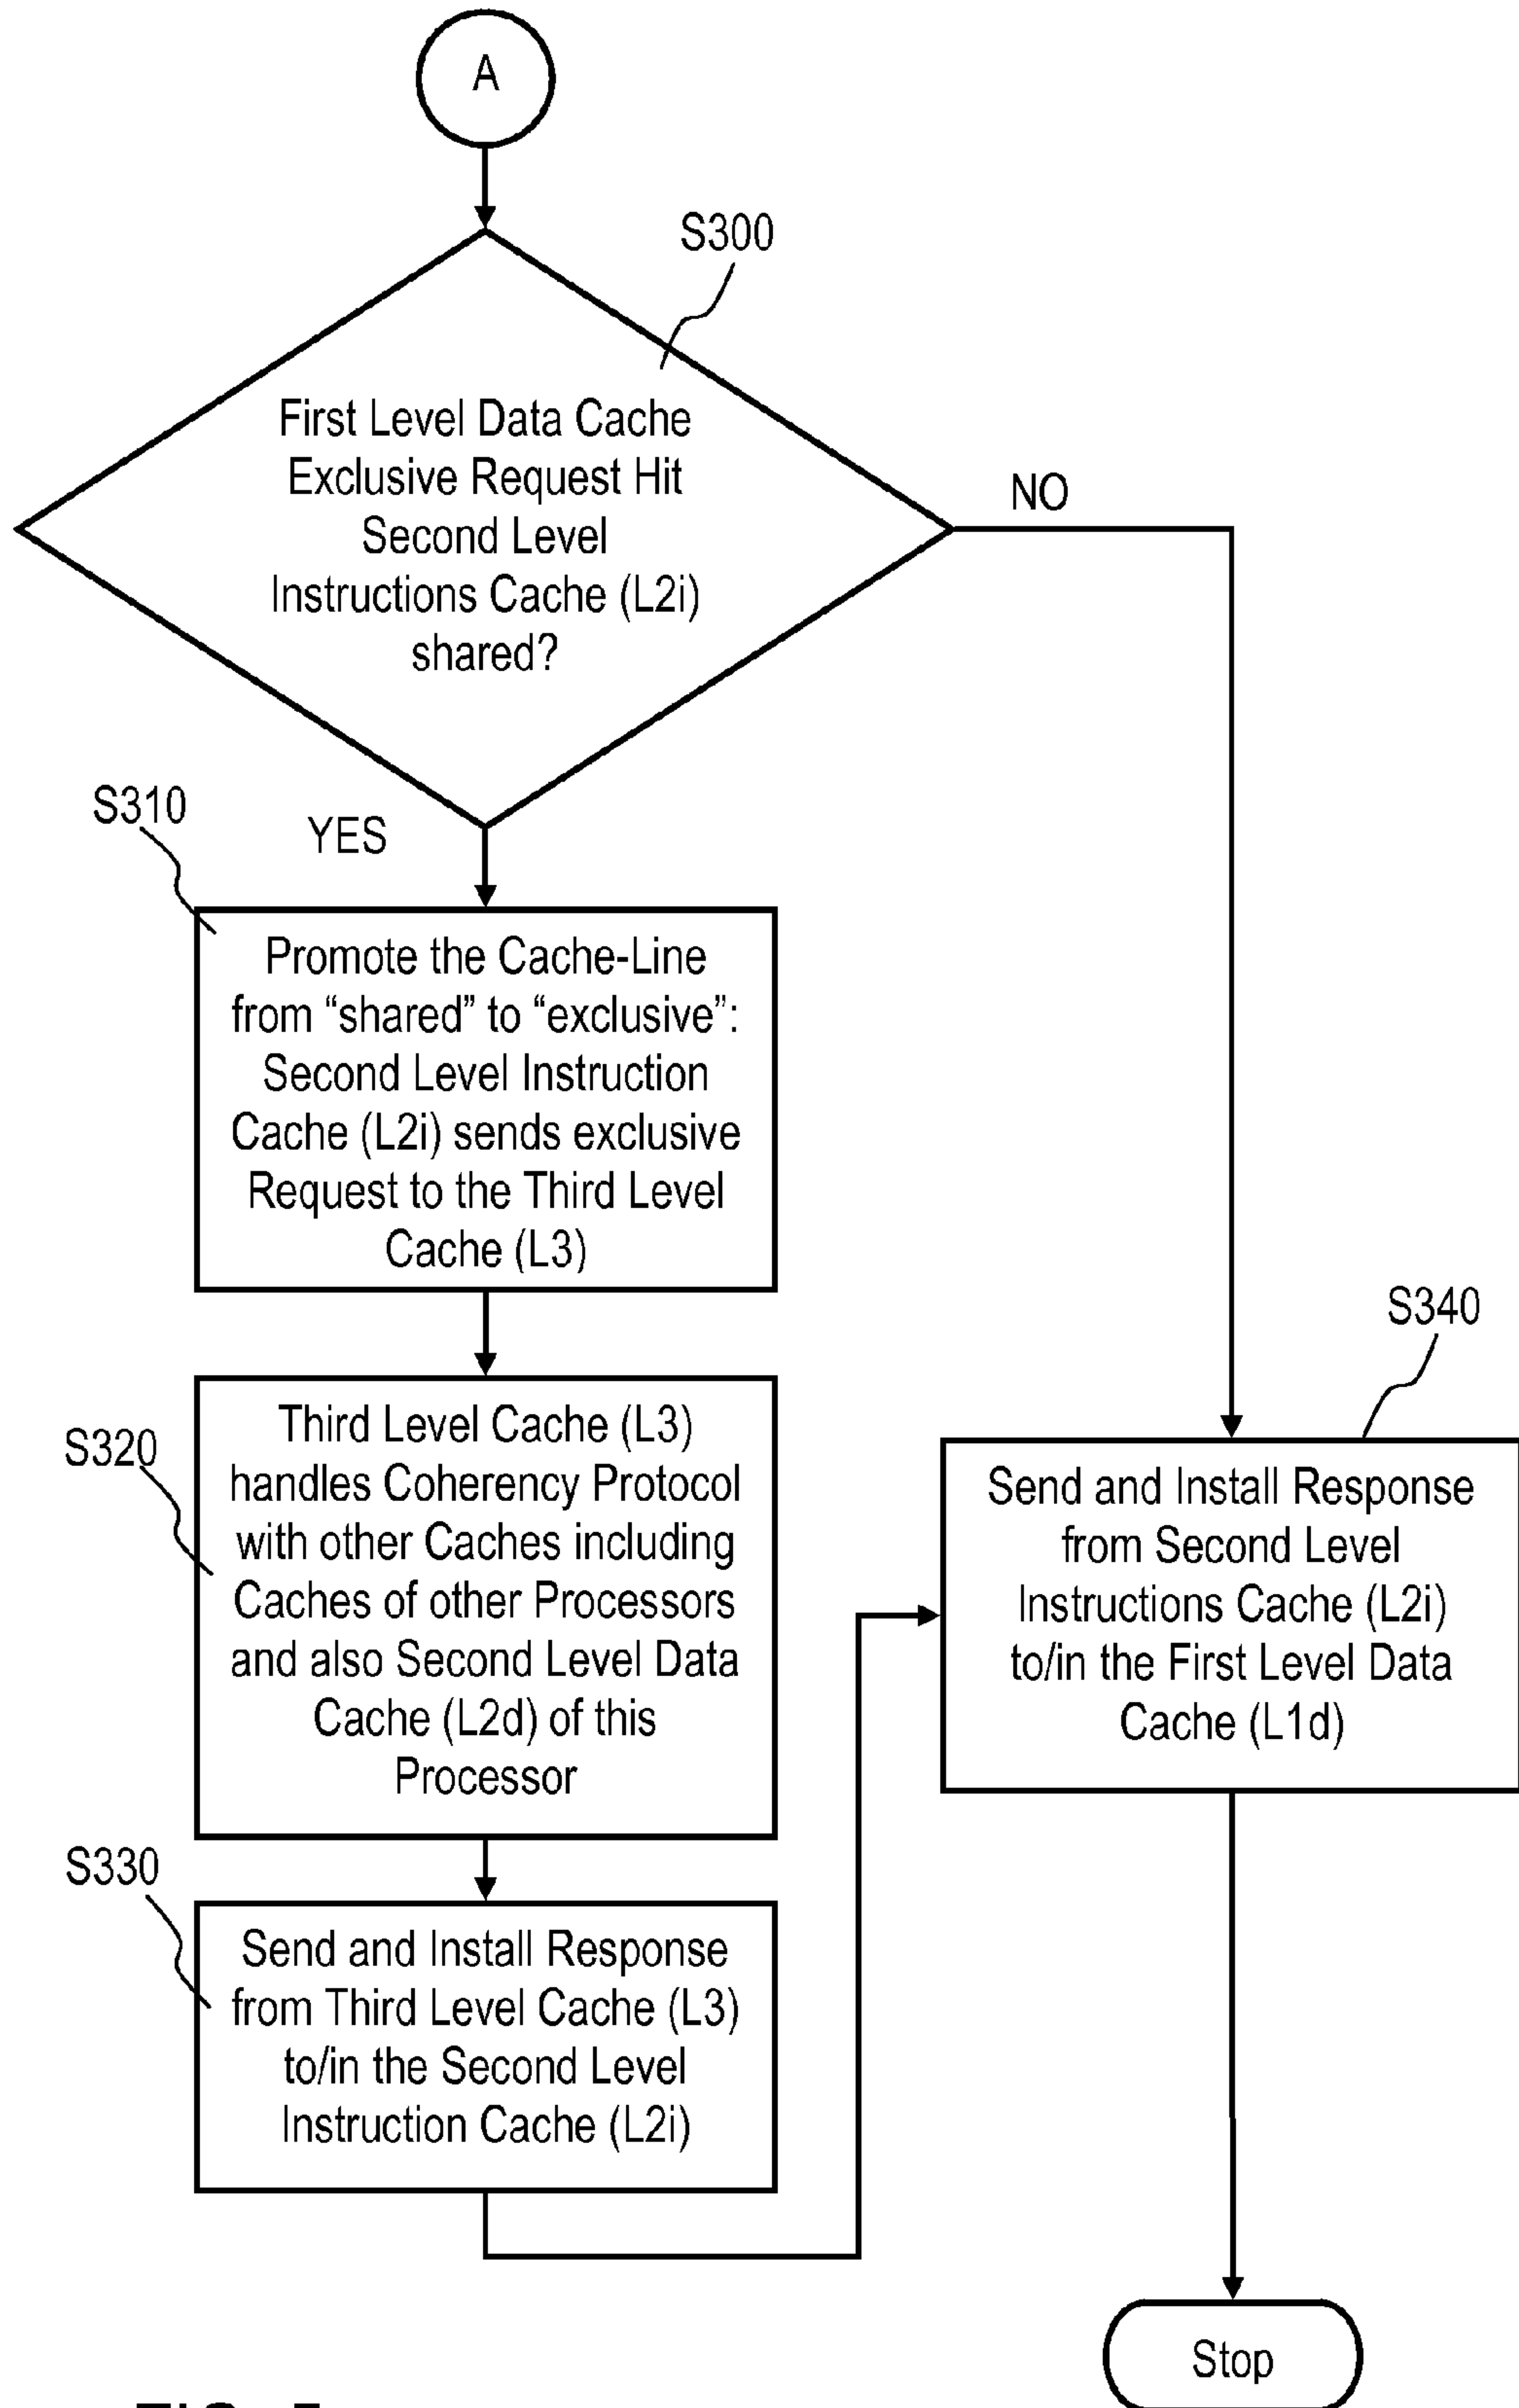 A
S300
First Level Data Cache
Exclusive Request Hit
Second Level
Instructions Cache (L2i)
shared?
NO
YES
S310
Promote the Cache-Line
from “shared” to “exclusive”:
Second Level Instruction
Cache (L2i) sends exclusive
Request to the Third Level
Cache (L3)
S320
Third Level Cache (L3)
handles Coherency Protocol
with other Caches including
Caches of other Processors
and also Second Level Data
Cache (L2d) of this
Processor
S330
Send and Install Response
from Third Level Cache (L3)
to/in the Second Level
Instruction Cache (L2i)
S340
Send and Install Response
from Second Level
Instructions Cache (L2i)
to/in the First Level Data
Cache (L1d)
Stop